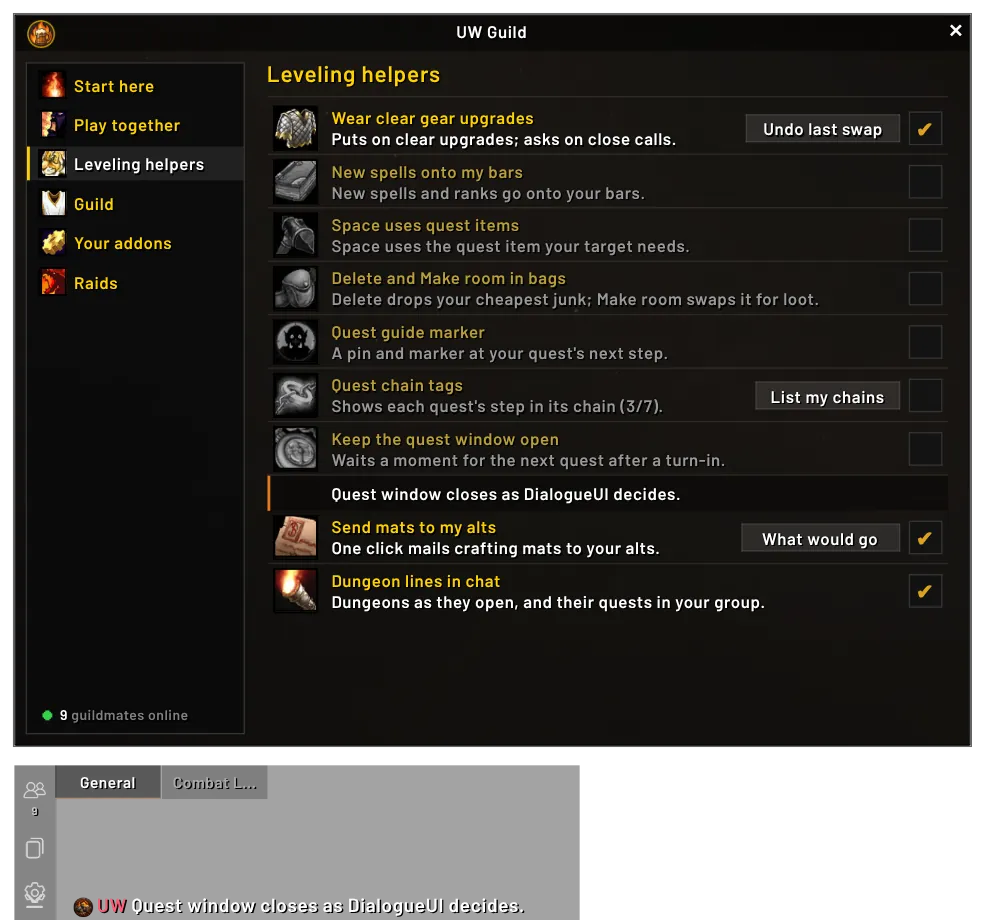 UW Guild
Start here
Play together
Leveling helpers
Guild
Your addons
Raids
9 guildmates online
Leveling helpers
Wear clear gear upgrades
Puts on clear upgrades; asks on close calls.
Undo last swap
New spells onto my bars
New spells and ranks go onto your bars.
Space uses quest items
Space uses the quest item your target needs.
Delete and Make room in bags
Delete drops your cheapest junk; Make room swaps it for loot.
Quest guide marker
A pin and marker at your quest's next step.
Quest chain tags
Shows each quest's step in its chain (3/7).
List my chains
Keep the quest window open
Waits a moment for the next quest after a turn-in.
Quest window closes as DialogueUI decides.
Send mats to my alts
One click mails crafting mats to your alts.
What would go
Dungeon lines in chat
Dungeons as they open, and their quests in your group.
General
Combat L...
9
UW Quest window closes as DialogueUI decides.